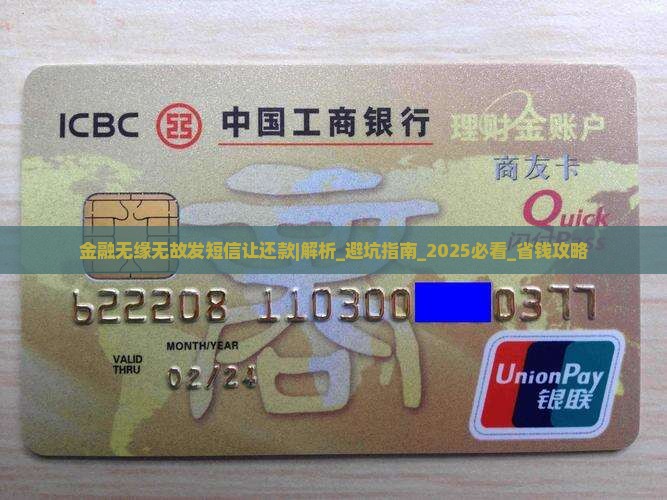 ICBC 中国工商银行 理财金账户
商友卡
Quick
金融无缘无故发短信让还款|解析_避坑指南_2025必看_省钱攻略
622208 110300 0377
MONTH/YEAR
VALID
THRU
02/24
UnionPay
银联
商